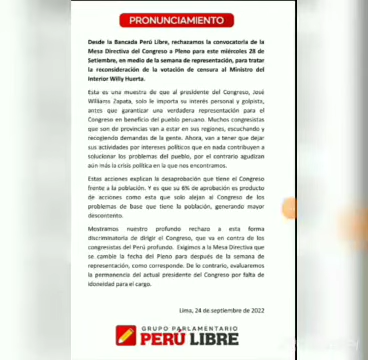 PRONUNCIAMIENTO
Desde la Bancada Perú Libre, rechazamos la convocatoria de la
Mesa Directiva del Congreso a Pleno para este miércoles 28 de
Setiembre, en medio de la semana de representación, para tratar
la reconsideración de la votación de censura al Ministro del
Interior Willy Huerta.
Esta es una muestra de que al presidente del Congreso, José
Williams Zapata, solo le importa su interés personal y golpista,
antes que garantizar una verdadera representación para el
Congreso en beneficio del pueblo peruano. Muchos congresistas
que son de provincias van a estar en sus regiones, escuchando y
recogiendo demandas de la gente. Ahora, van a tener que dejar
sus actividades por intereses políticos que en nada contribuyen a
solucionar los problemas del pueblo, por el contrario agudizan
aún más la crisis política en la que nos encontramos.
Estas acciones explican la desaprobación que tiene el Congreso
frente a la población. Y es que su 6% de aprobación es producto
de acciones como esta que solo alejan al Congreso de los
problemas de base que tiene la población, generando mayor
descontento.
Mostramos nuestro profundo rechazo a esta forma
discriminatoria de dirigir el Congreso, que va en contra de los
congresistas del Perú profundo. Exigimos a la Mesa Directiva que
se cambie la fecha del Pleno para después de la semana de
representación, como corresponde. De lo contrario, evaluaremos
la permanencia del actual presidente del Congreso por falta de
idoneidad para el cargo.
Lima, 24 de septiembre de 2022
GRUPO PARLAMENTARIO
PERÚ LIBRE